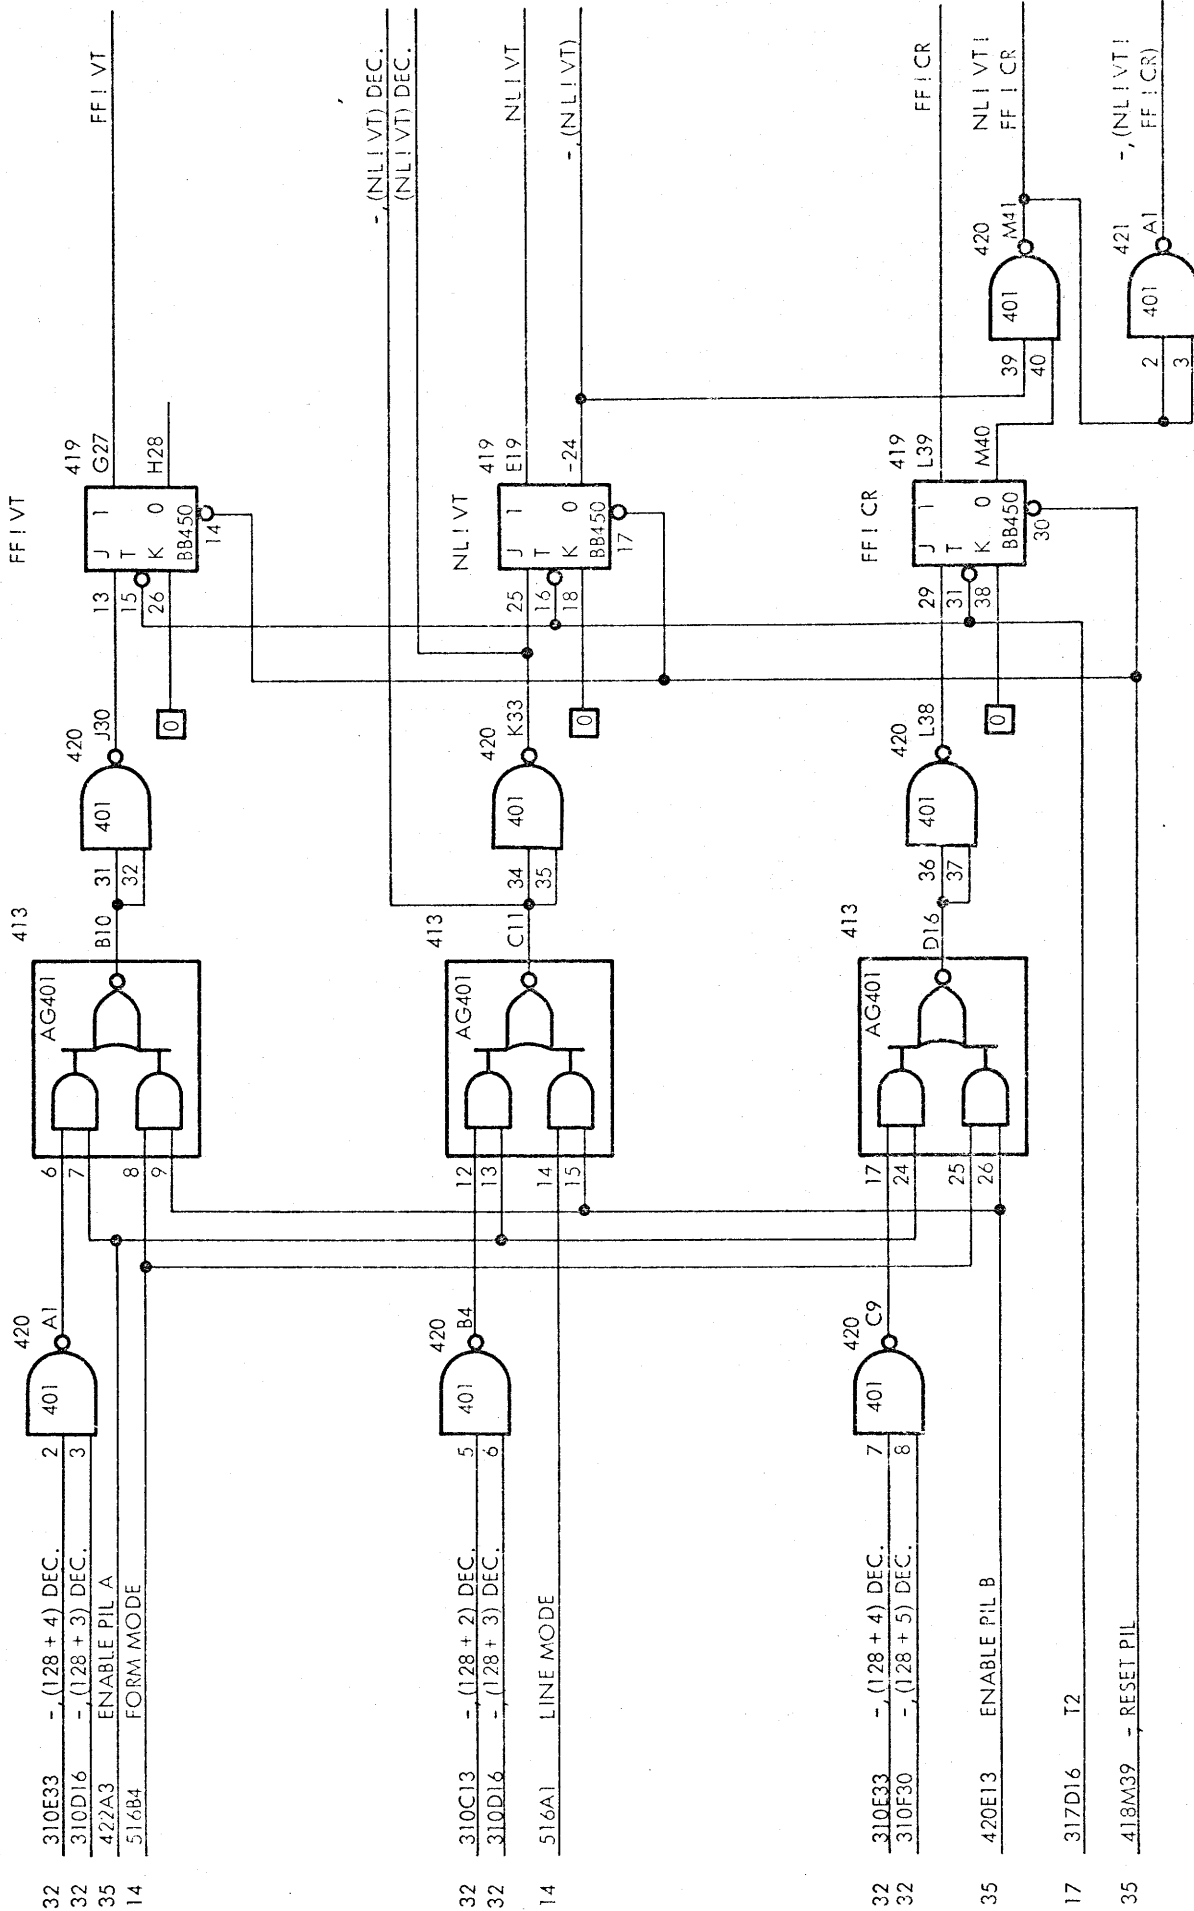 FF ! VT
32 310E33 -,(128 + 4) DEC.
32 310D16 -,(128 + 3) DEC.
35 422A3 ENABLE PIL A
14 516B4 FORM MODE
2
3
401
420
A1
6
7
8
9
AG401
413
B10
31
32
401
420
J30
0
13
15
26
J 1
T
K 0
BB450
14
419
G27
H28
FF ! VT
-,(NL ! VT) DEC.
(NL ! VT) DEC.
NL ! VT
32 310C13 -,(128 + 2) DEC.
32 310D16 -,(128 + 3) DEC.
14 516A1 LINE MODE
5
6
401
420
B4
12
13
14
15
AG401
413
C11
34
35
401
420
K33
0
25
16
18
J 1
T
K 0
BB450
17
419
E19
-24
NL ! VT
-,(NL ! VT)
FF ! CR
32 310E33 -,(128 + 4) DEC.
32 310F30 -,(128 + 5) DEC.
35 420E13 ENABLE PIL B
17 317D16 T2
35 418M39 -, RESET PIL
7
8
401
420
C9
17
24
25
26
AG401
413
D16
36
37
401
420
L38
0
29
31
38
J 1
T
K 0
BB450
30
419
L39
M40
FF ! CR
39
40
401
420
M41
NL ! VT !
FF ! CR
2
3
401
421
A1
-,(NL ! VT !
FF ! CR)